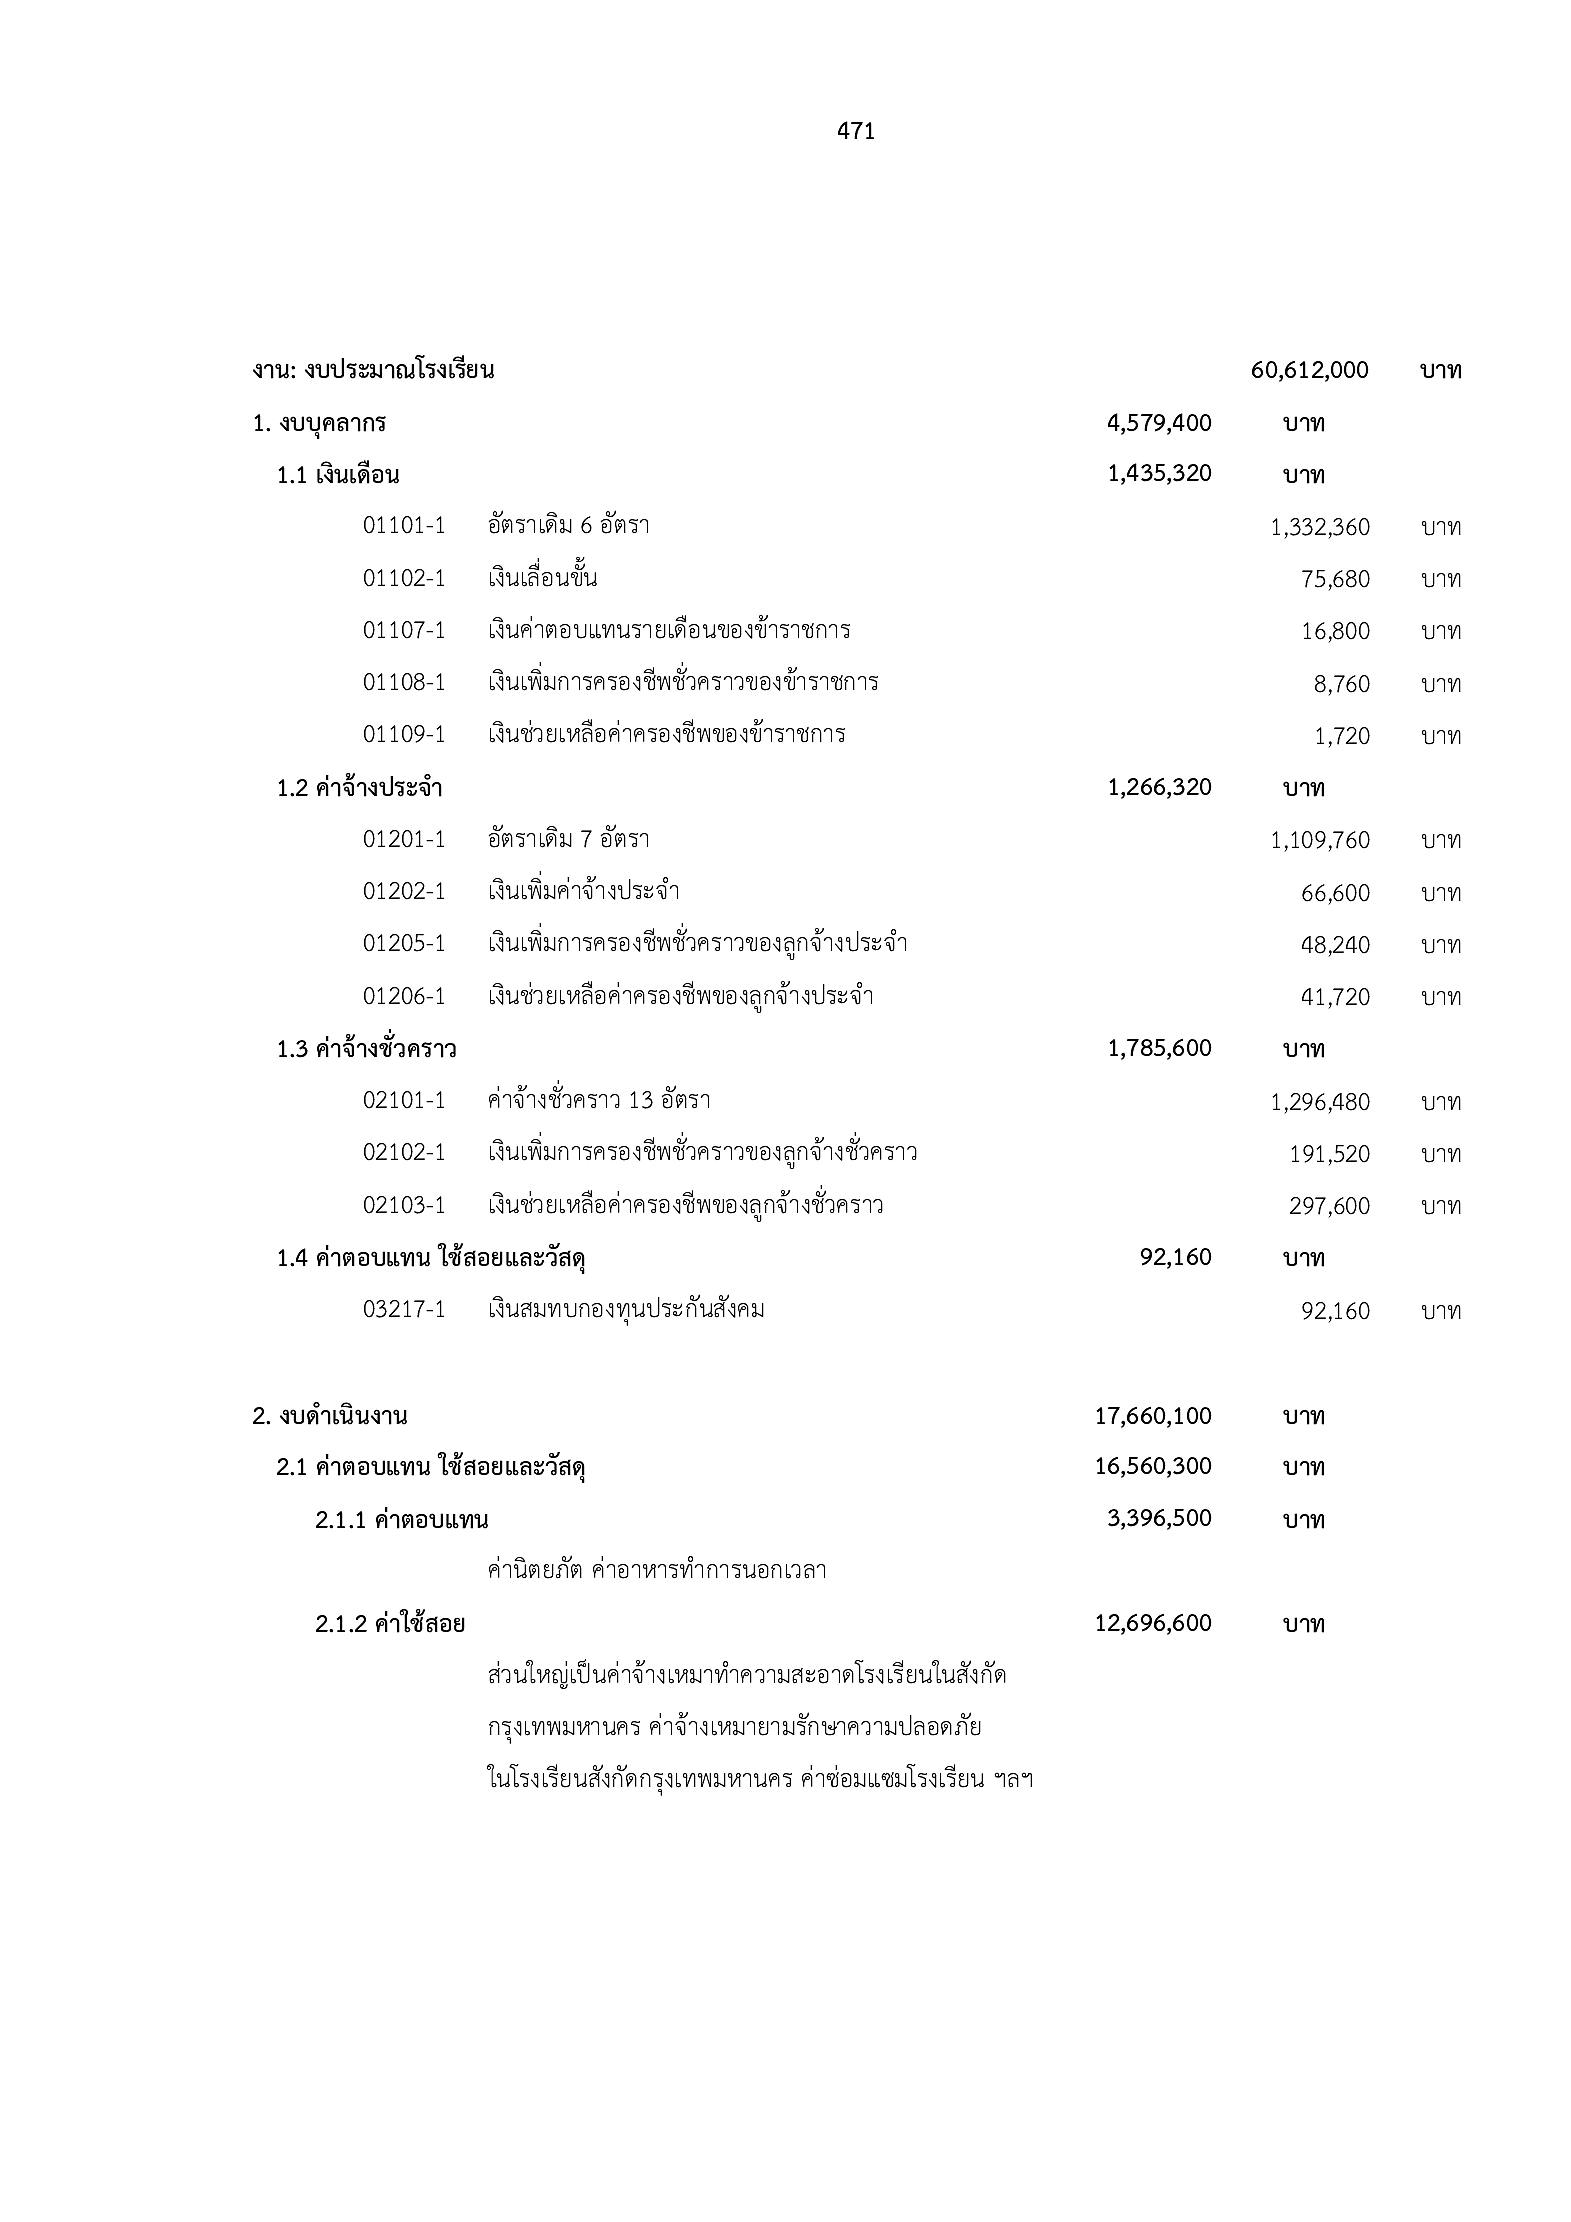 471
งาน: งบประมาณโรงเรียน 60,612,000 บาท
1. งบบุคลากร 4,579,400 บาท
1.1 เงินเดือน 1,435,320 บาท
01101-1 อัตราเดิม 6 อัตรา 1,332,360 บาท
01102-1 เงินเลื่อนขั้น 75,680 บาท
01107-1 เงินค่าตอบแทนรายเดือนของข้าราชการ 16,800 บาท
01108-1 เงินเพิ่มการครองชีพชั่วคราวของข้าราชการ 8,760 บาท
01109-1 เงินช่วยเหลือค่าครองชีพของข้าราชการ 1,720 บาท
1.2 ค่าจ้างประจำ 1,266,320 บาท
01201-1 อัตราเดิม 7 อัตรา 1,109,760 บาท
01202-1 เงินเพิ่มค่าจ้างประจำ 66,600 บาท
01205-1 เงินเพิ่มการครองชีพชั่วคราวของลูกจ้างประจำ 48,240 บาท
01206-1 เงินช่วยเหลือค่าครองชีพของลูกจ้างประจำ 41,720 บาท
1.3 ค่าจ้างชั่วคราว 1,785,600 บาท
02101-1 ค่าจ้างชั่วคราว 13 อัตรา 1,296,480 บาท
02102-1 เงินเพิ่มการครองชีพชั่วคราวของลูกจ้างชั่วคราว 191,520 บาท
02103-1 เงินช่วยเหลือค่าครองชีพของลูกจ้างชั่วคราว 297,600 บาท
1.4 ค่าตอบแทน ใช้สอยและวัสดุ 92,160 บาท
03217-1 เงินสมทบกองทุนประกันสังคม 92,160 บาท
2. งบดำเนินงาน 17,660,100 บาท
2.1 ค่าตอบแทน ใช้สอยและวัสดุ 16,560,300 บาท
2.1.1 ค่าตอบแทน 3,396,500 บาท
ค่านิตยภัต ค่าอาหารทำการนอกเวลา
2.1.2 ค่าใช้สอย 12,696,600 บาท
ส่วนใหญ่เป็นค่าจ้างเหมาทำความสะอาดโรงเรียนในสังกัด
กรุงเทพมหานคร ค่าจ้างเหมายามรักษาความปลอดภัย
ในโรงเรียนสังกัดกรุงเทพมหานคร ค่าซ่อมแซมโรงเรียน ฯลฯ